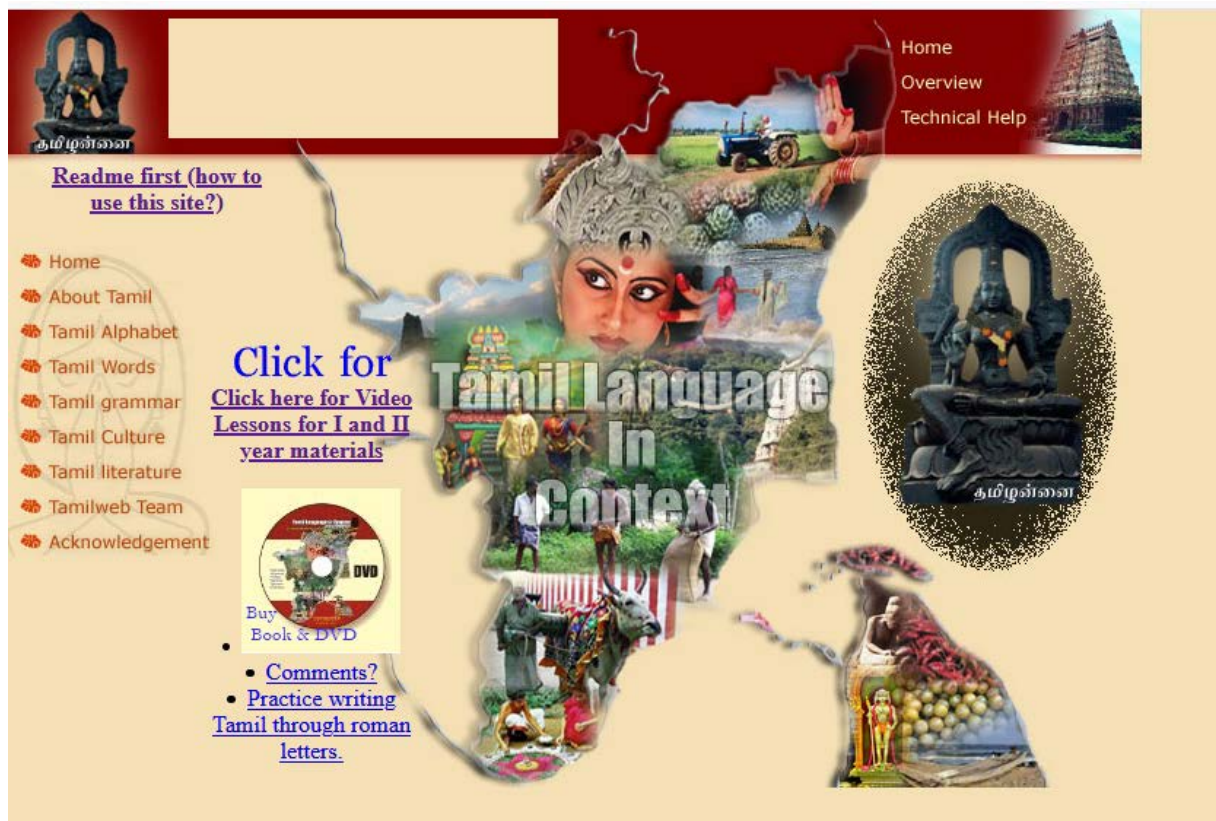 தமிழன்னை
Home
Overview
Technical Help
Readme first (how to
use this site?)
Home
About Tamil
Tamil Alphabet
Tamil Words
Tamil grammar
Tamil Culture
Tamil literature
Tamilweb Team
Acknowledgement
Click for
Click here for Video
Lessons for I and II
year materials
DVD
Buy
Book & DVD
Comments?
Practice writing
Tamil through roman
letters.
Tamil Language
In
Context
தமிழன்னை